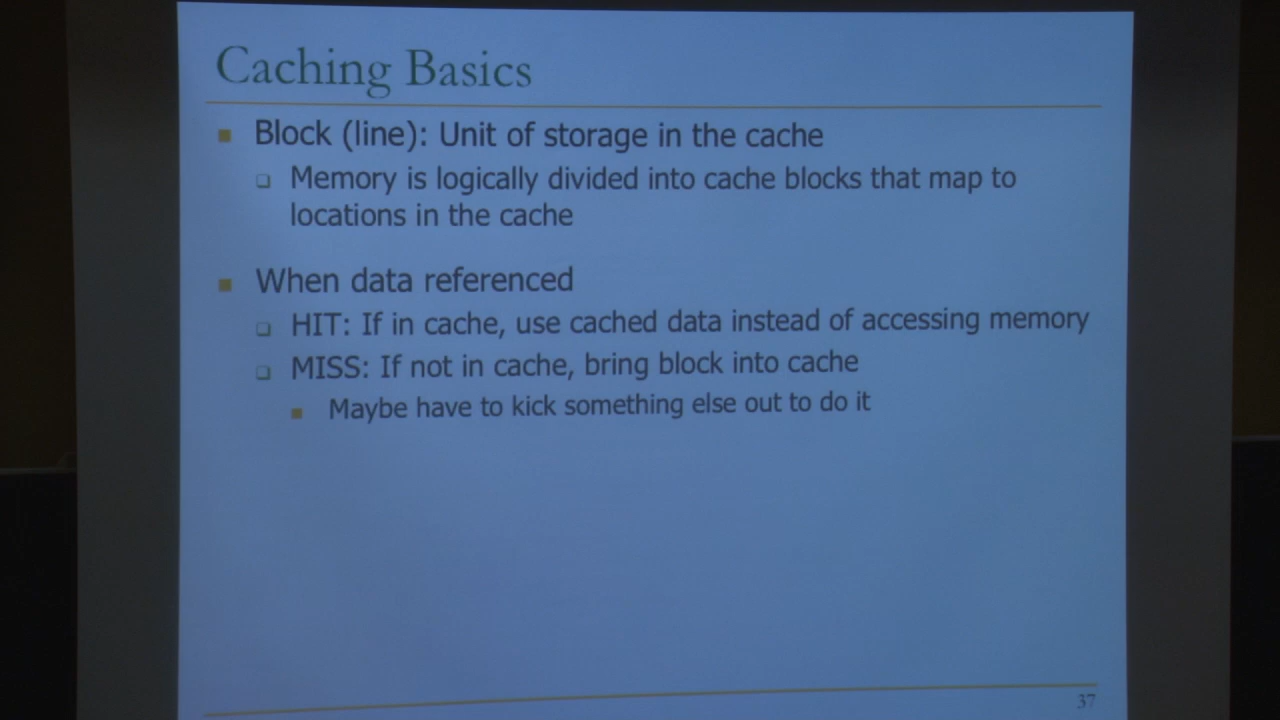 Caching Basics
Block (line): Unit of storage in the cache
Memory is logically divided into cache blocks that map to
locations in the cache
When data referenced
HIT: If in cache, use cached data instead of accessing memory
MISS: If not in cache, bring block into cache
Maybe have to kick something else out to do it
37